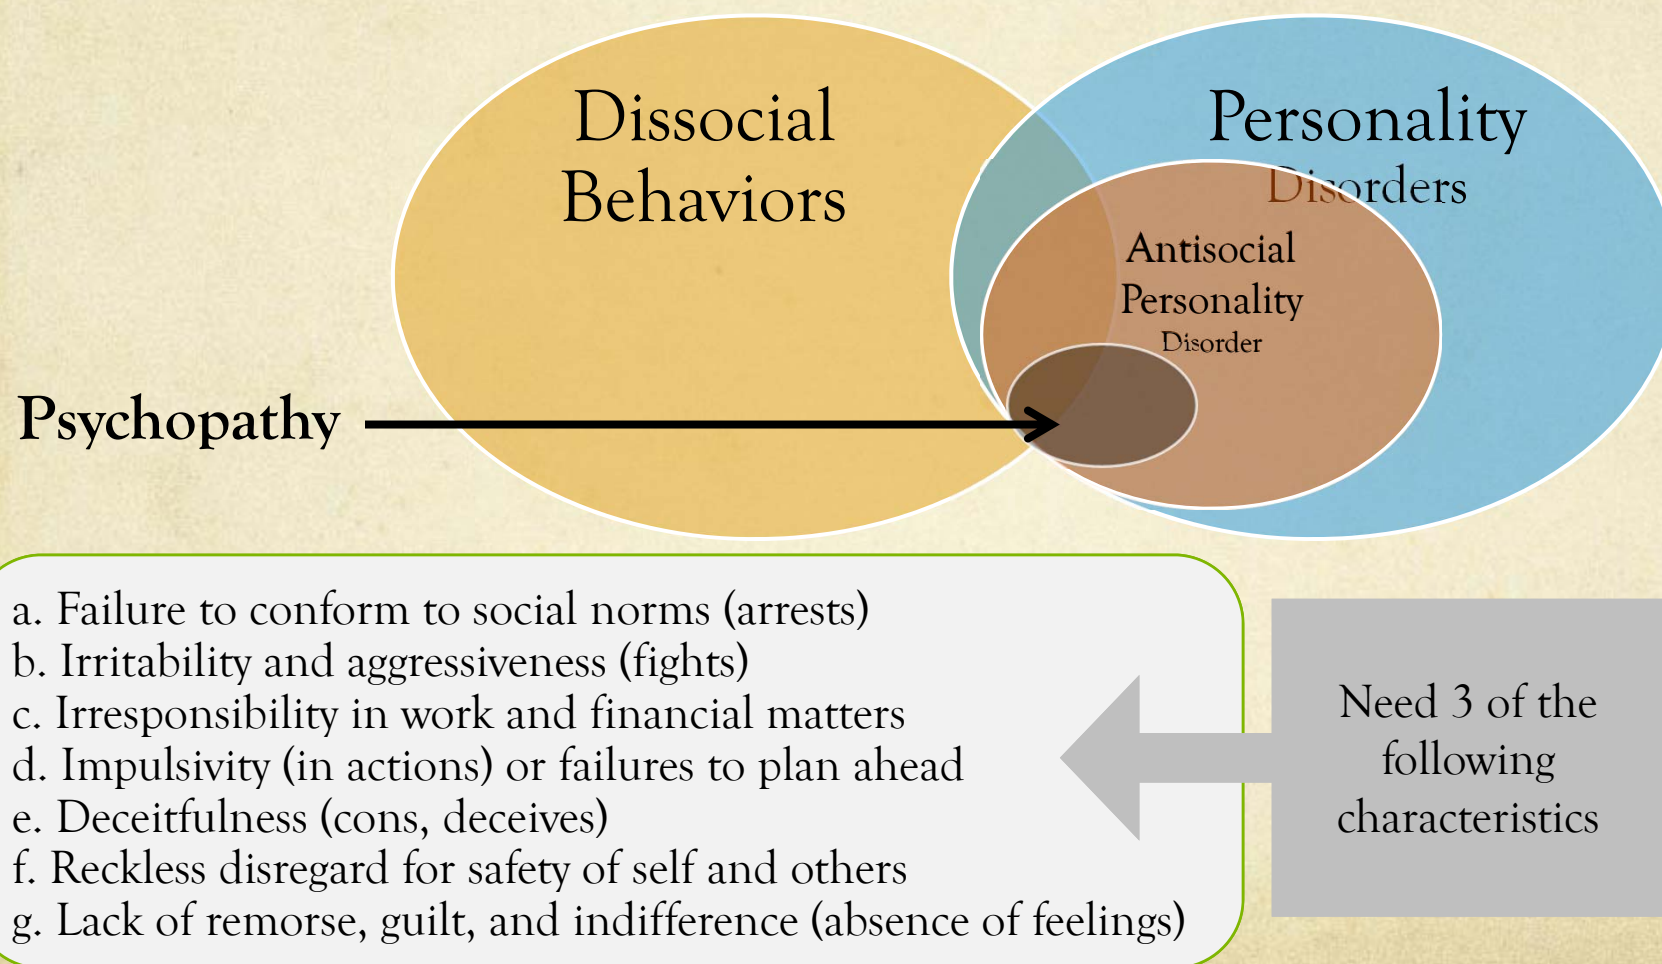 Dissocial
Behaviors
Personality
Disorders
Antisocial
Personality
Disorder
Psychopathy
a. Failure to conform to social norms (arrests)
b. Irritability and aggressiveness (fights)
c. Irresponsibility in work and financial matters
d. Impulsivity (in actions) or failures to plan ahead
e. Deceitfulness (cons, deceives)
f. Reckless disregard for safety of self and others
g. Lack of remorse, guilt, and indifference (absence of feelings)
Need 3 of the
following
characteristics